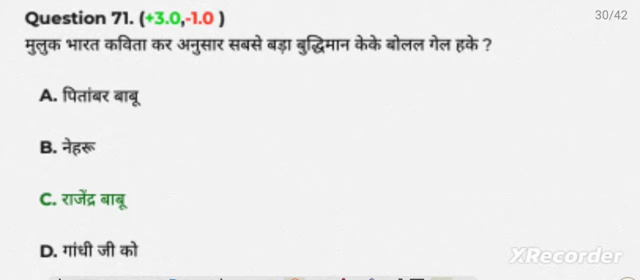 Question 71. (+3.0,-1.0 )
30/42
मुलुक भारत कविता कर अनुसार सबसे बड़ा बुद्धिमान केके बोलल गेल हके ?
A. पितांबर बाबू
B. नेहरू
C. राजेंद्र बाबू
D. गांधी जी को
XRecorder